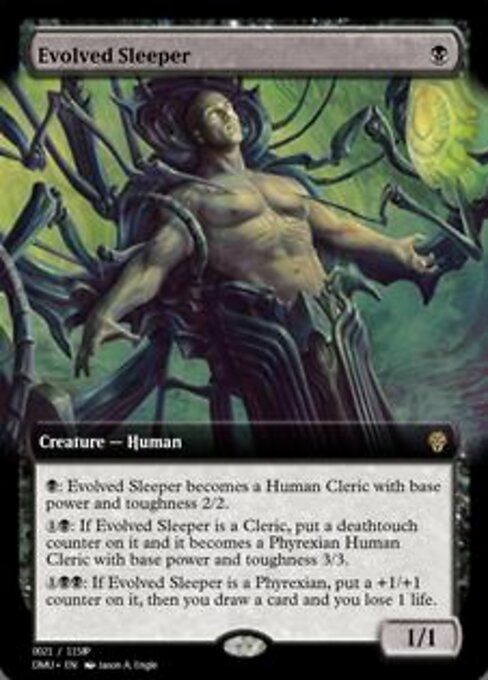 Evolved Sleeper
Creature — Human
B: Evolved Sleeper becomes a Human Cleric with base
power and toughness 2/2.
1B: If Evolved Sleeper is a Cleric, put a deathtouch
counter on it and it becomes a Phyrexian Human
Cleric with base power and toughness 3/3.
1BB: If Evolved Sleeper is a Phyrexian, put a +1/+1
counter on it, then you draw a card and you lose 1 life.
1/1
DMU • EN Jason A. Engle